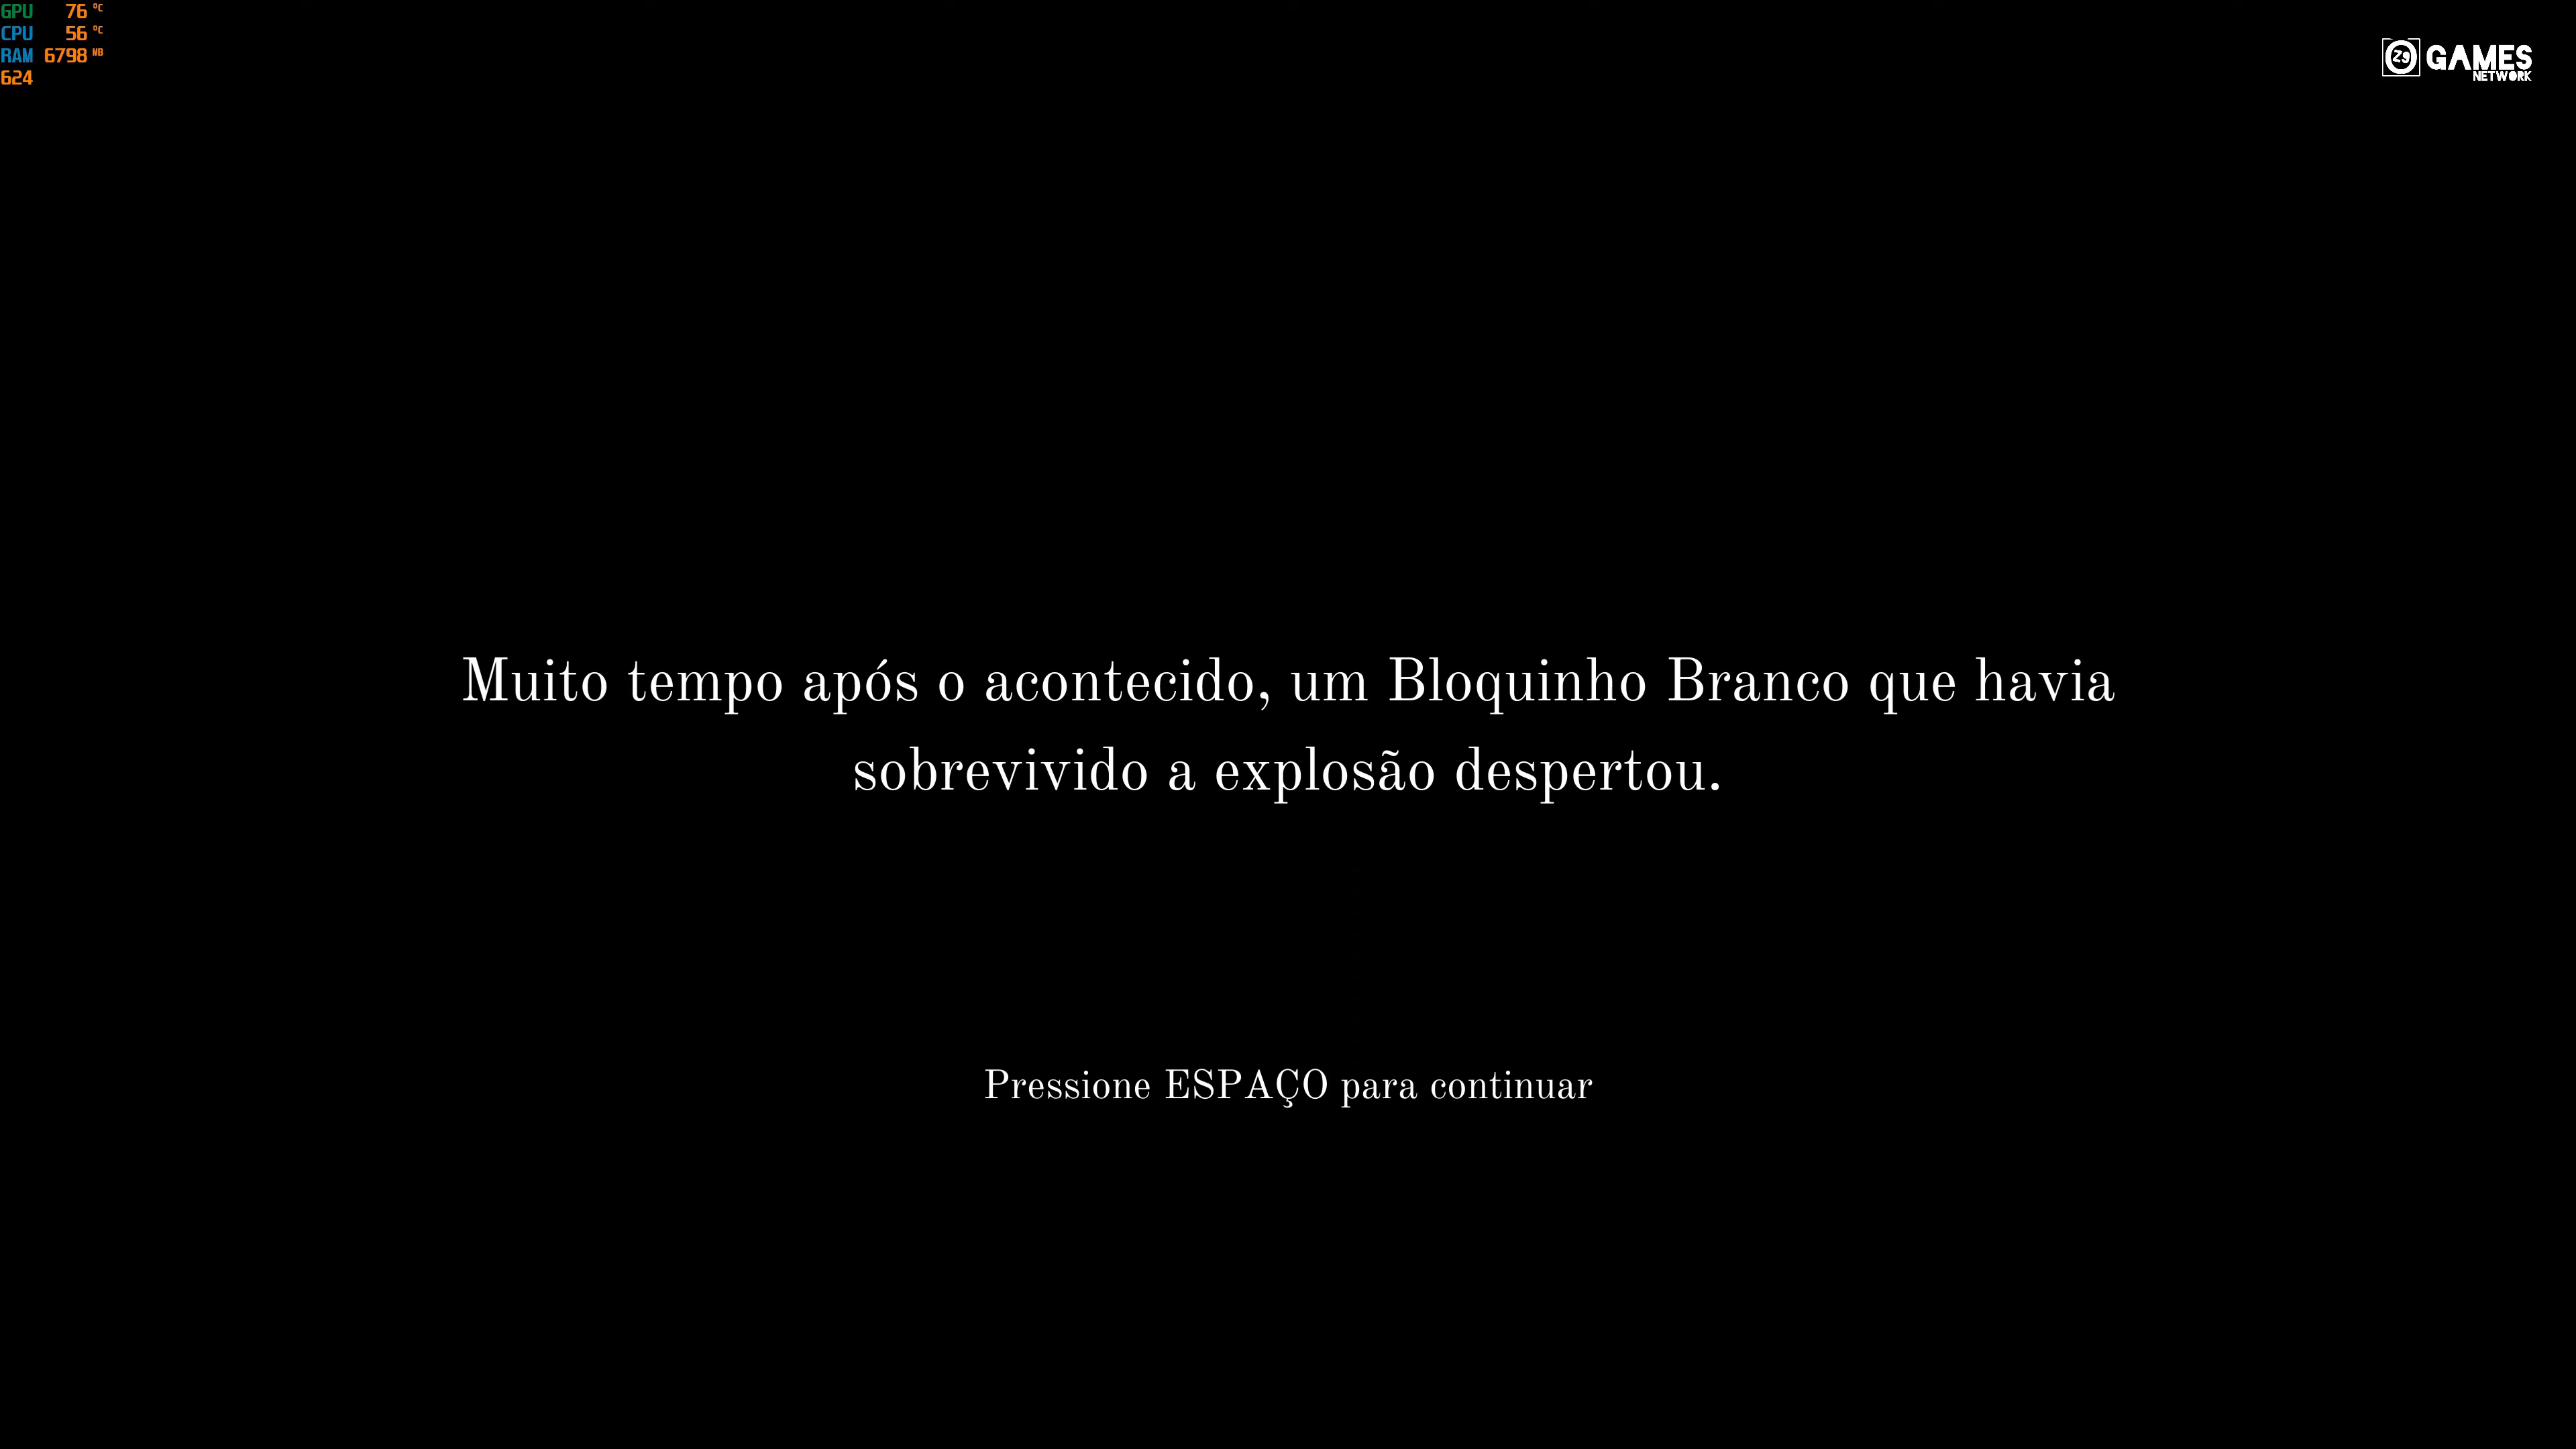 GPU 76 °C
CPU 56 °C
RAM 6798 MB
624
Z9 GAMES
NETWORK
Muito tempo após o acontecido, um Bloquinho Branco que havia
sobrevivido a explosão despertou.
Pressione ESPAÇO para continuar